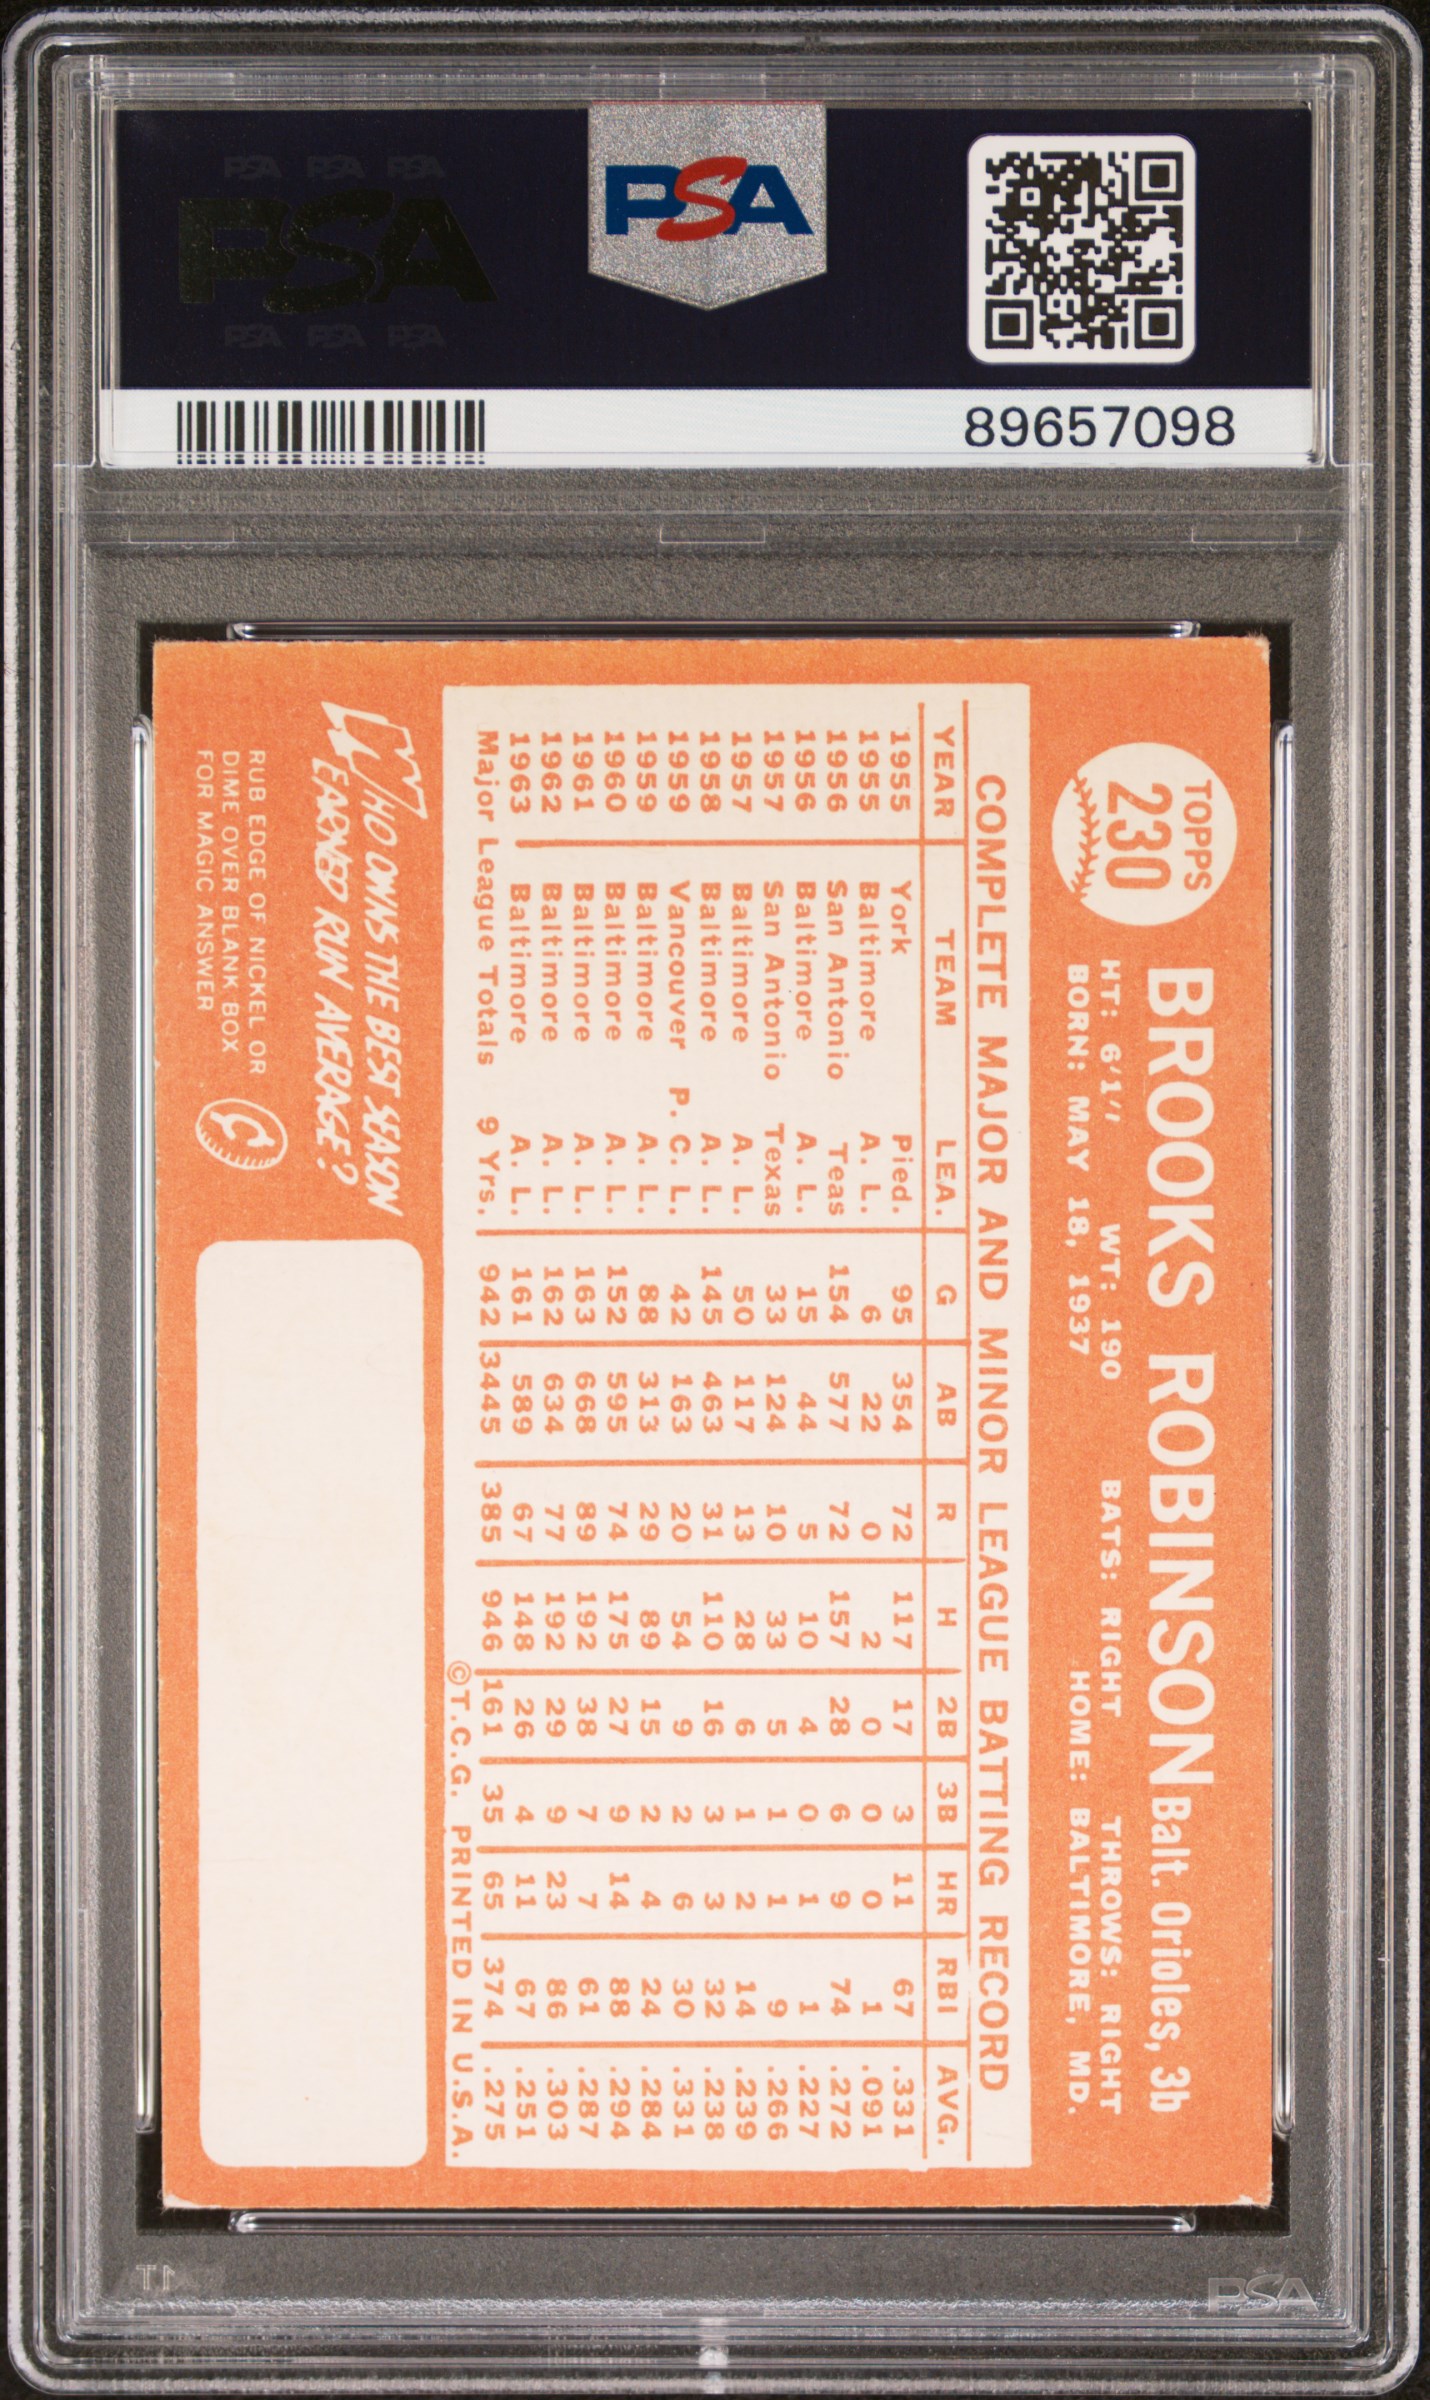 PSA PSA PSA
PSA
PSA PSA PSA
PSA
89657098
TOPPS
230
BROOKS ROBINSON Balt. Orioles, 3b
HT: 6'1" WT: 190 BATS: RIGHT THROWS: RIGHT
BORN: MAY 18, 1937 HOME: BALTIMORE, MD.
COMPLETE MAJOR AND MINOR LEAGUE BATTING RECORD
YEAR TEAM LEA. G AB R H 2B 3B HR RBI AVG.
1955 York Pied. 95 354 72 117 17 3 11 67 .331
1955 Baltimore A. L. 6 22 0 2 0 0 0 1 .091
1956 San Antonio Teas 154 577 72 157 28 6 9 74 .272
1956 Baltimore A. L. 15 44 5 10 4 0 1 1 .227
1957 San Antonio Texas 33 124 10 33 5 1 1 9 .266
1957 Baltimore A. L. 50 117 13 28 6 1 2 14 .239
1958 Baltimore A. L. 145 463 31 110 16 3 3 32 .238
1959 Vancouver P. C. L. 42 163 20 54 9 2 6 30 .331
1959 Baltimore A. L. 88 313 29 89 15 2 4 24 .284
1960 Baltimore A. L. 152 595 74 175 27 9 14 88 .294
1961 Baltimore A. L. 163 668 89 192 38 7 7 61 .287
1962 Baltimore A. L. 162 634 77 192 29 9 23 86 .303
1963 Baltimore A. L. 161 589 67 148 26 4 11 67 .251
Major League Totals 9 Yrs. 942 3445 385 946 161 35 65 374 .275
©T.C.G. PRINTED IN U.S.A.
WHO OWNS THE BEST SEASON
EARNED RUN AVERAGE?
RUB EDGE OF NICKEL OR
DIME OVER BLANK BOX
FOR MAGIC ANSWER
PSA